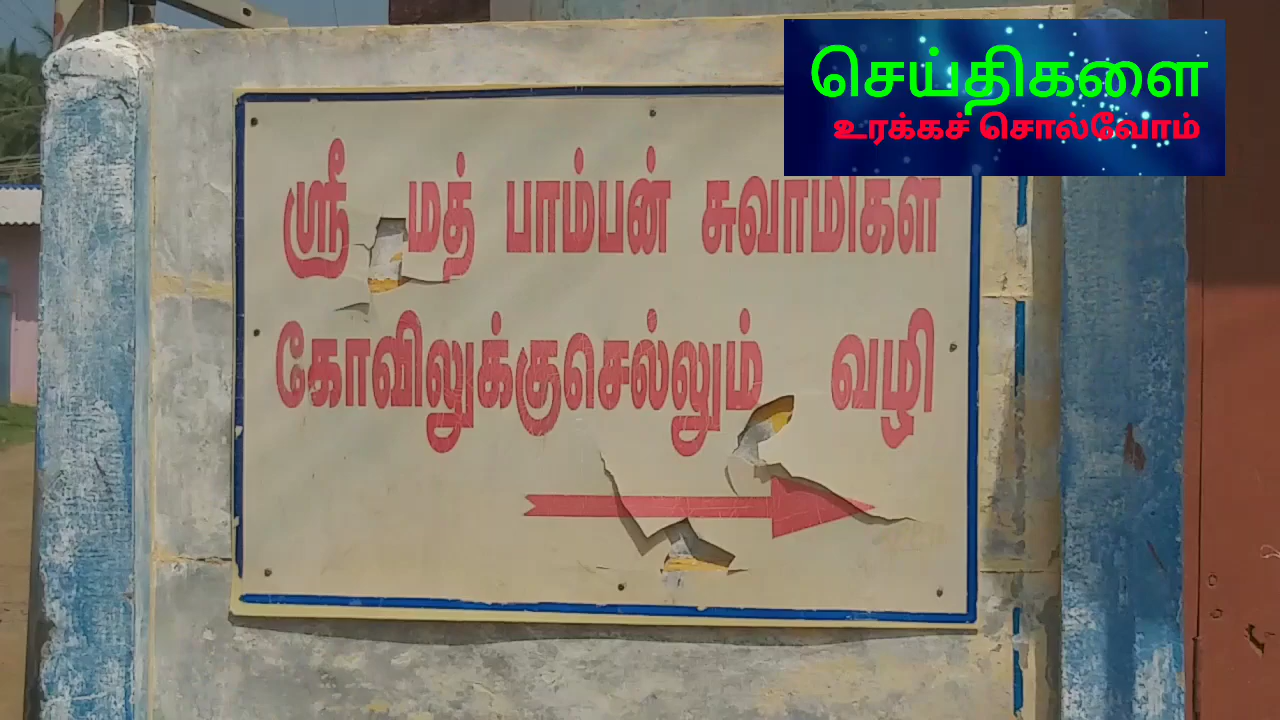 செய்திகளை
உரக்கச் சொல்வோம்
ஸ்ரீ மத் பாம்பன் சுவாமிகள்
கோவிலுக்குசெல்லும் வழி